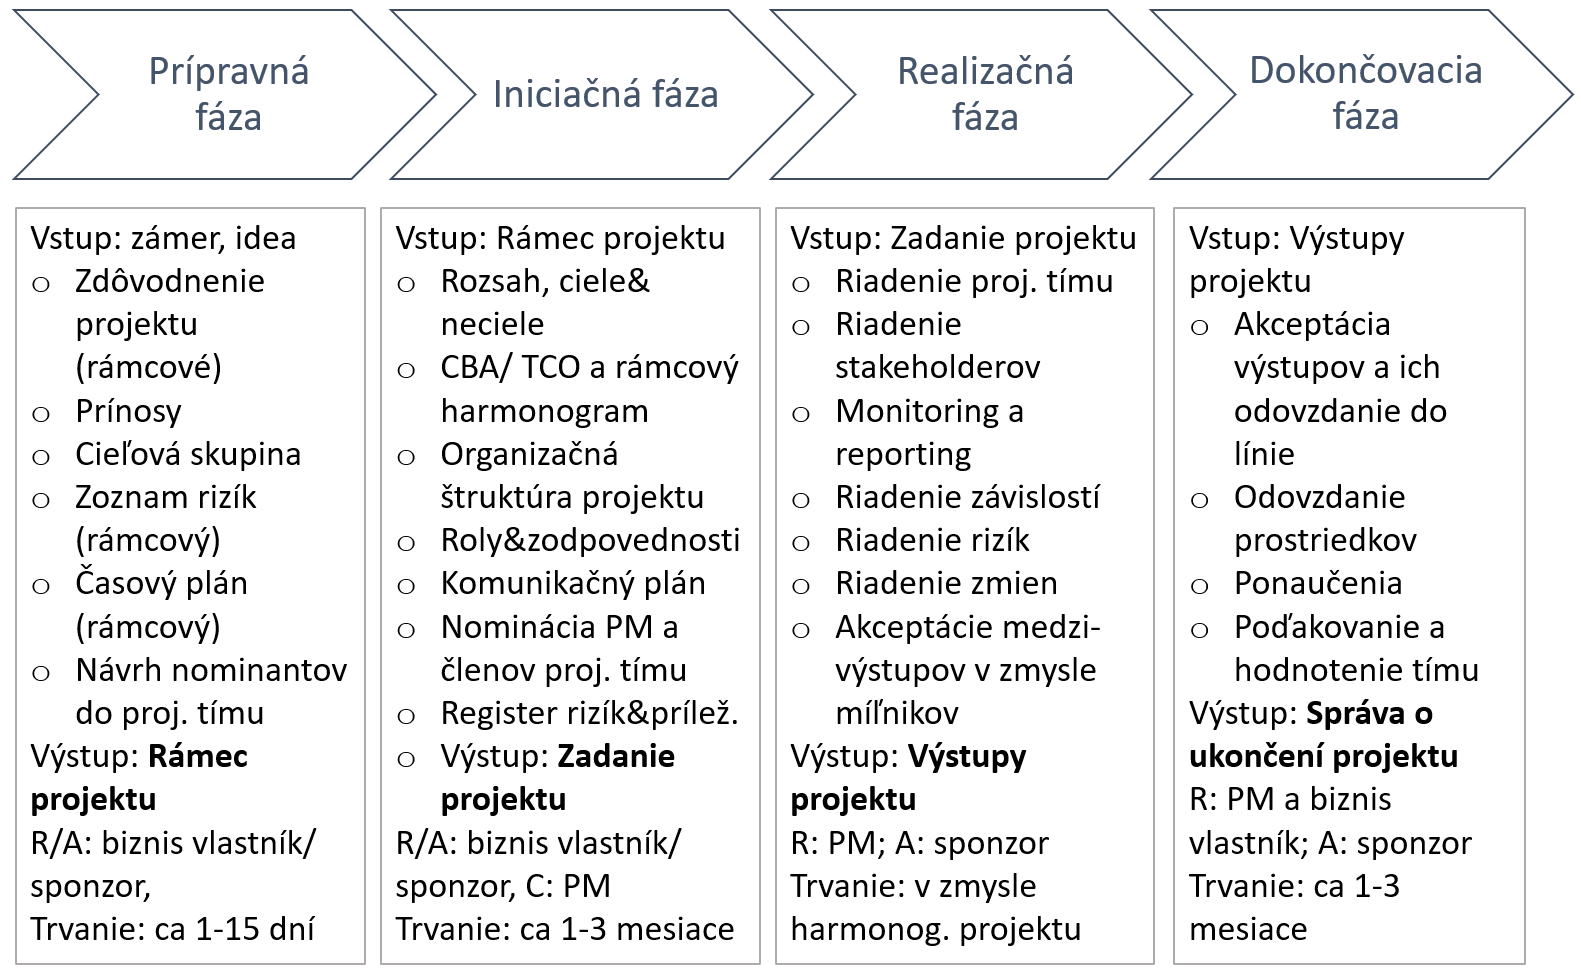 Prípravná
fáza
Iniciačná fáza
Realizačná
fáza
Dokončovacia
fáza
Vstup: zámer, idea
o Zdôvodnenie
projektu
(rámcové)
o Prínosy
o Cieľová skupina
o Zoznam rizík
(rámcový)
o Časový plán
(rámcový)
o Návrh nominantov
do proj. tímu
Výstup: Rámec
projektu
R/A: biznis vlastník/
sponzor,
Trvanie: ca 1-15 dní
Vstup: Rámec projektu
o Rozsah, ciele&
neciele
o CBA/ TCO a rámcový
harmonogram
o Organizačná
štruktúra projektu
o Roly&zodpovednosti
o Komunikačný plán
o Nominácia PM a
členov proj. tímu
o Register rizík&prílež.
o Výstup: Zadanie
projektu
R/A: biznis vlastník/
sponzor, C: PM
Trvanie: ca 1-3 mesiace
Vstup: Zadanie projektu
o Riadenie proj. tímu
o Riadenie
stakeholderov
o Monitoring a
reporting
o Riadenie závislostí
o Riadenie rizík
o Riadenie zmien
o Akceptácie medzi-
výstupov v zmysle
míľnikov
Výstup: Výstupy
projektu
R: PM; A: sponzor
Trvanie: v zmysle
harmonog. projektu
Vstup: Výstupy
projektu
o Akceptácia
výstupov a ich
odovzdanie do
línie
o Odovzdanie
prostriedkov
o Ponaučenia
o Poďakovanie a
hodnotenie tímu
Výstup: Správa o
ukončení projektu
R: PM a biznis
vlastník; A: sponzor
Trvanie: ca 1-3
mesiace